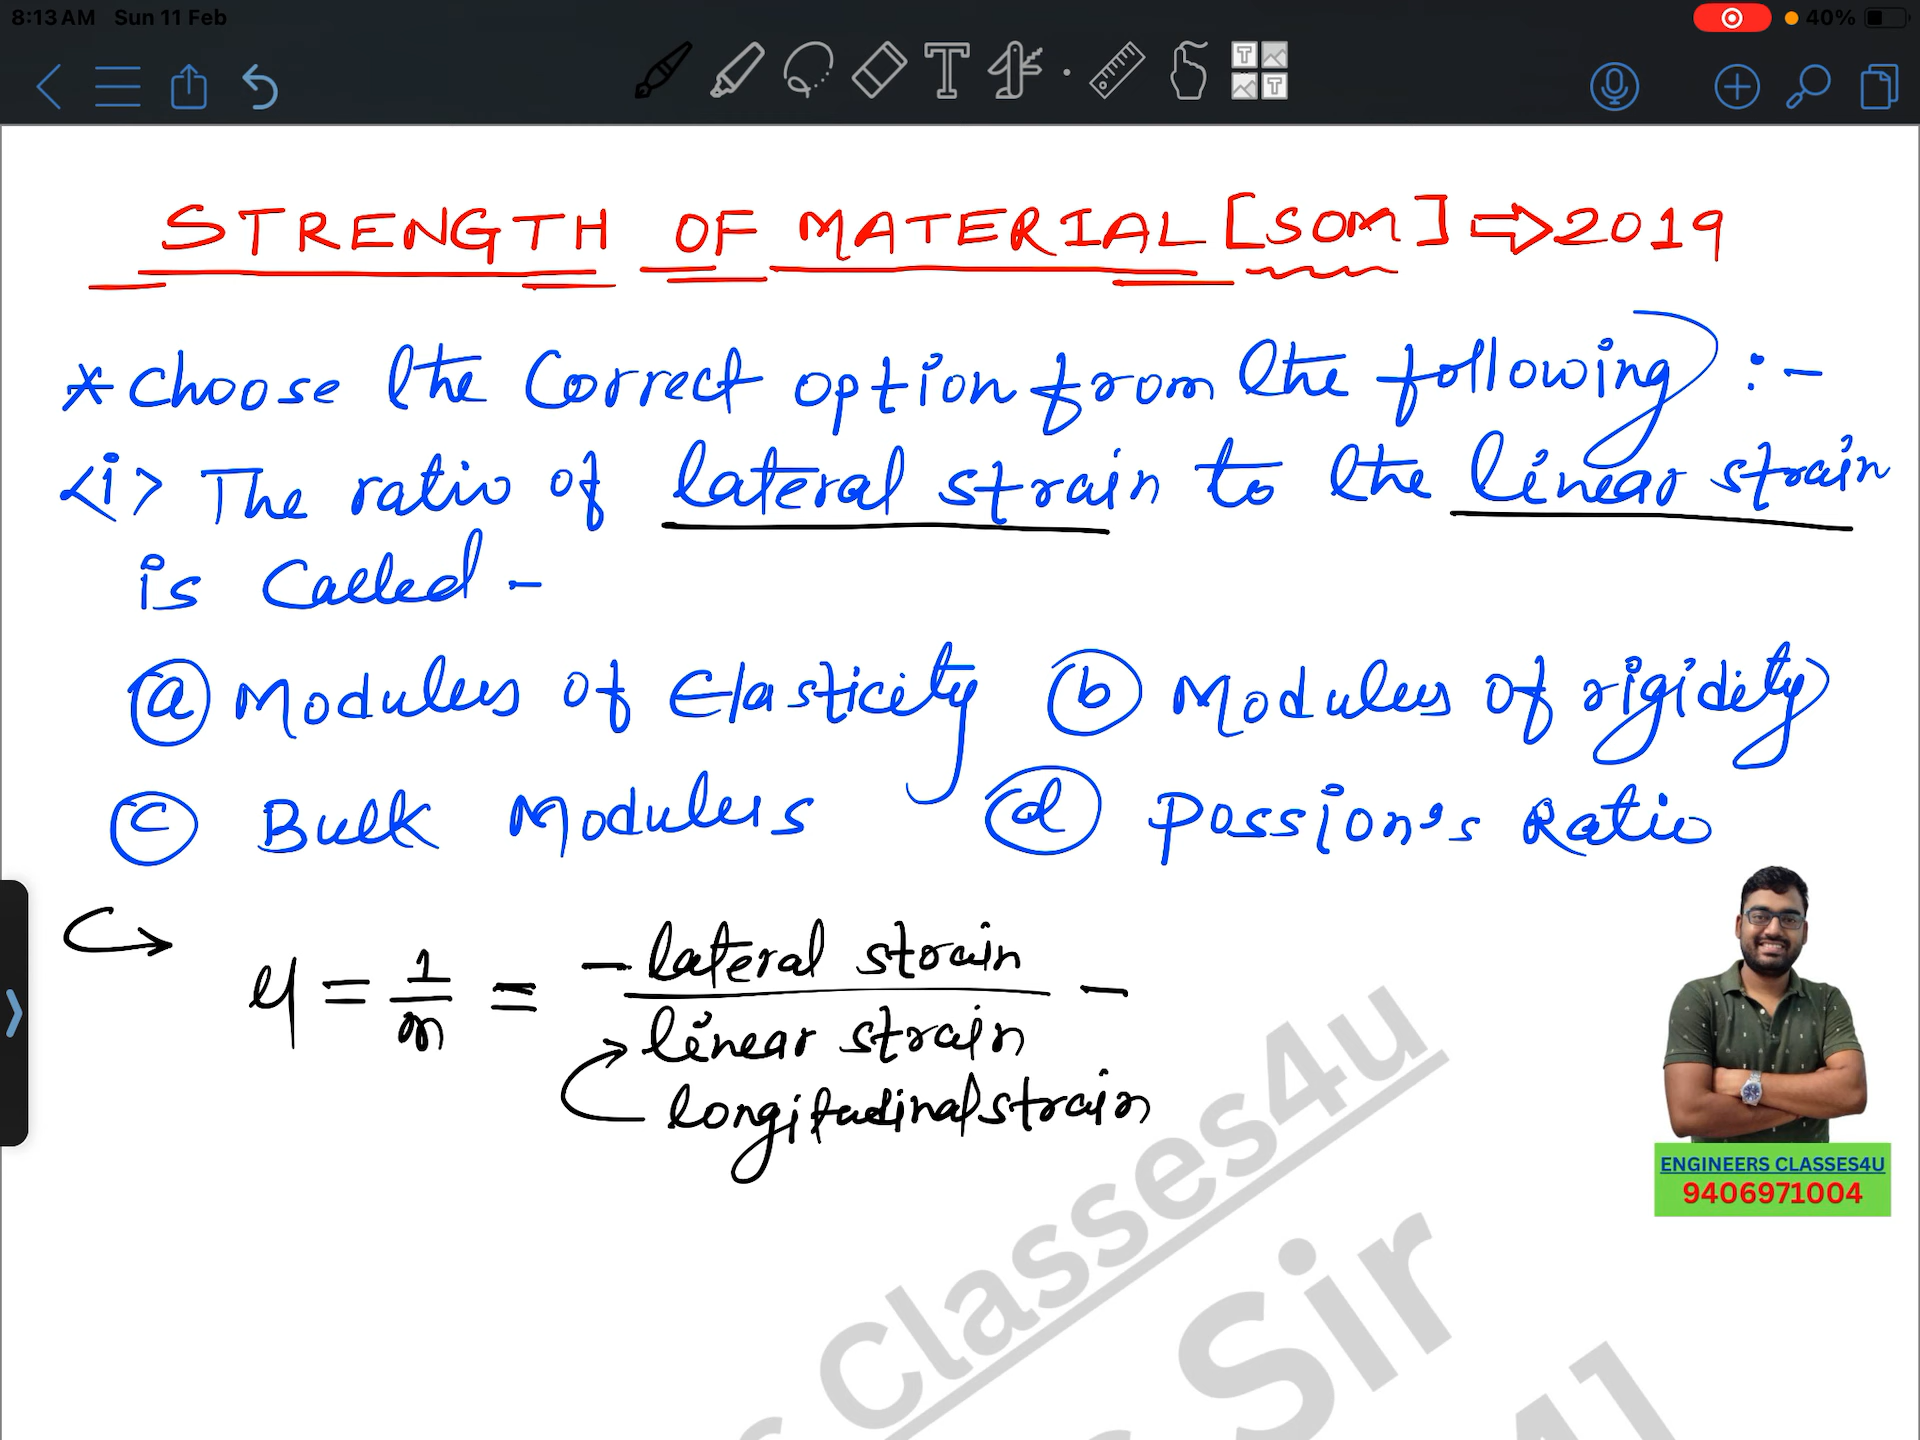 8:13 AM Sun 11 Feb
40%
STRENGTH OF MATERIAL [SOM] ⇒ 2019
* Choose the Correct option from the following :-
<i> The ratio of lateral strain to the linear strain
is Called -
(a) Modulus of Elasticity (b) Modulus of rigidity
(c) Bulk Modulus (d) Possion's Ratio
μ = 1/m = - lateral strain / linear strain -
longitudinal strain
ENGINEERS CLASSES4U
9406971004
Classes4u
Sir